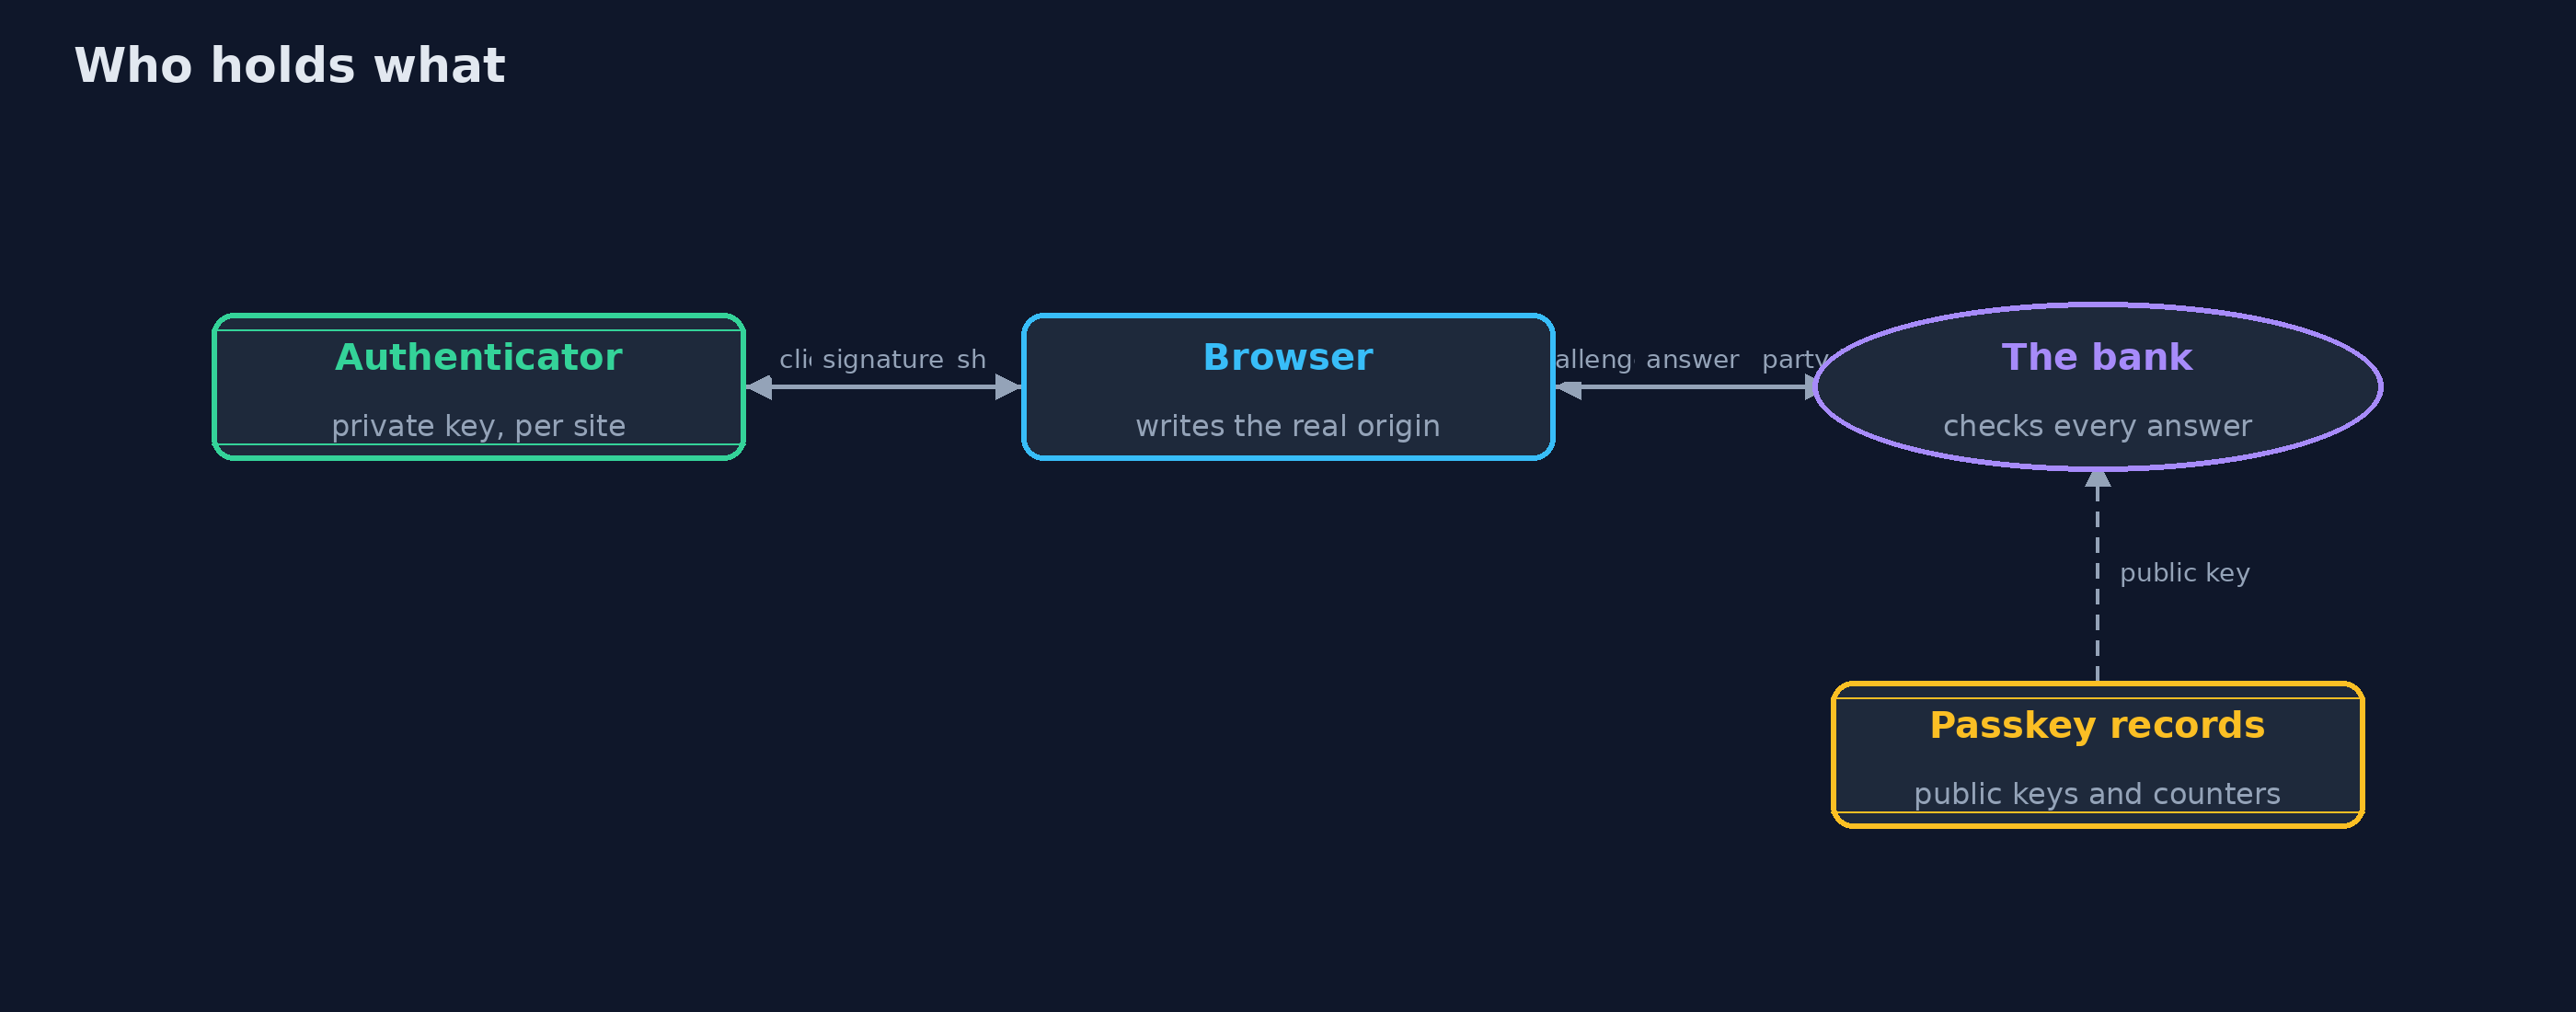 Who holds what
Authenticator
private key, per site
signature
Browser
writes the real origin
answer party
The bank
checks every answer
public key
Passkey records
public keys and counters